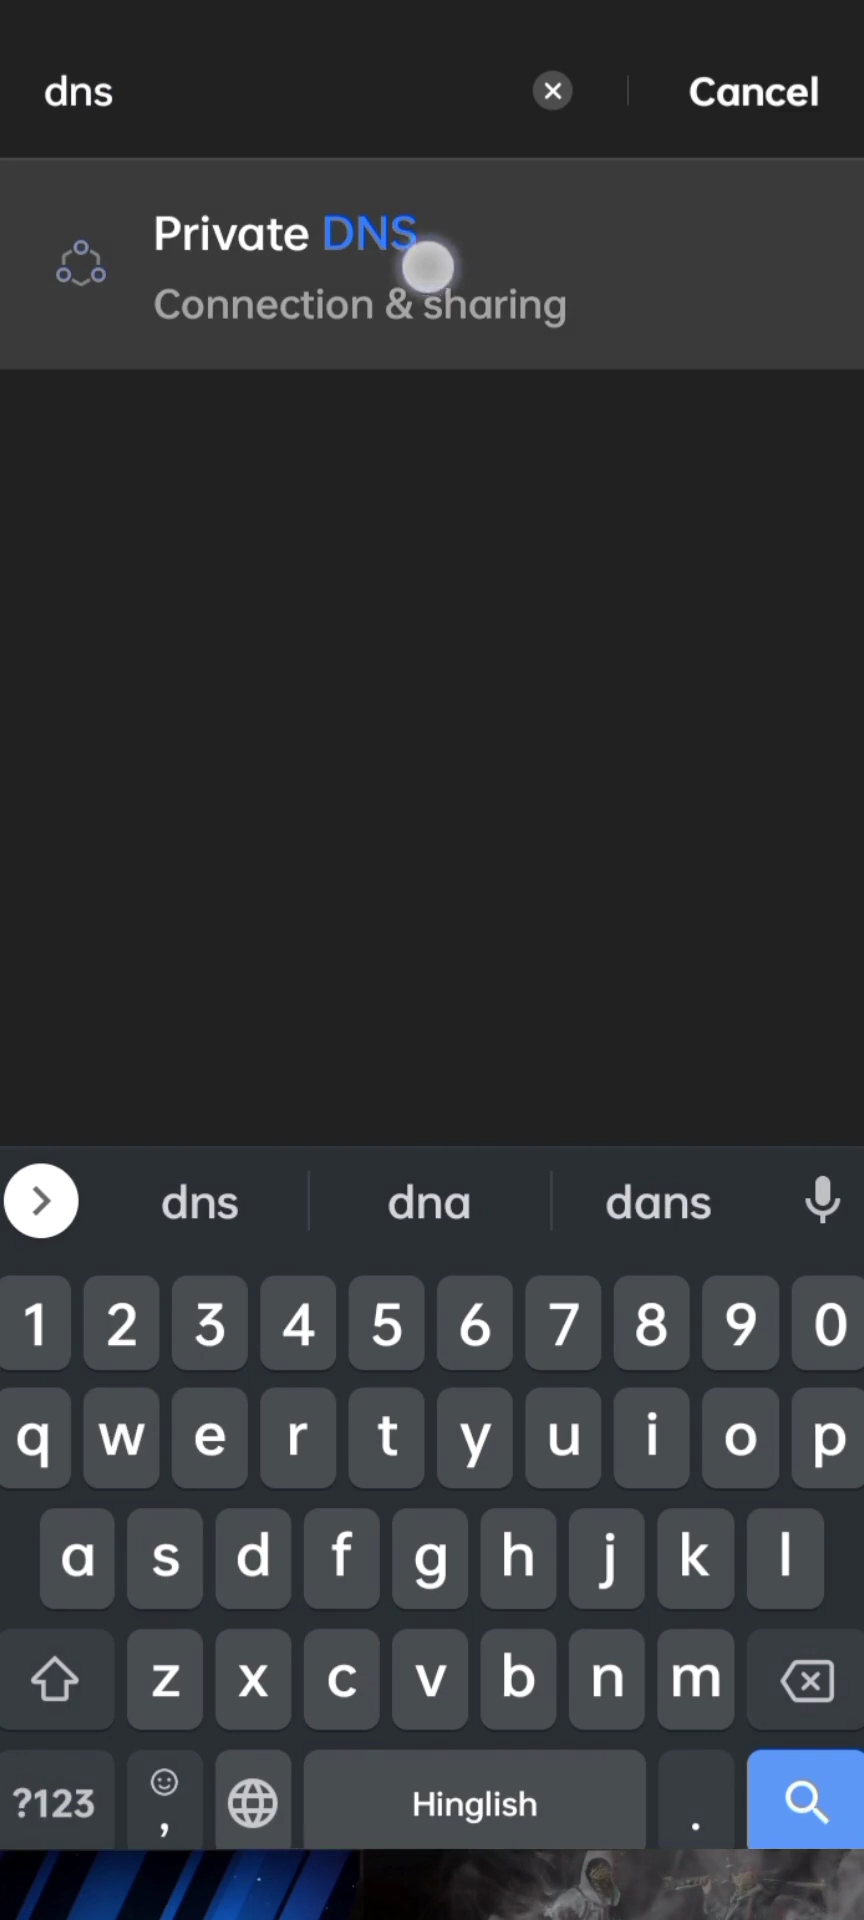 dns
Cancel
Private DNS
Connection & sharing
dns dna dans
1 2 3 4 5 6 7 8 9 0
q w e r t y u i o p
a s d f g h j k l
z x c v b n m
?123 , Hinglish .